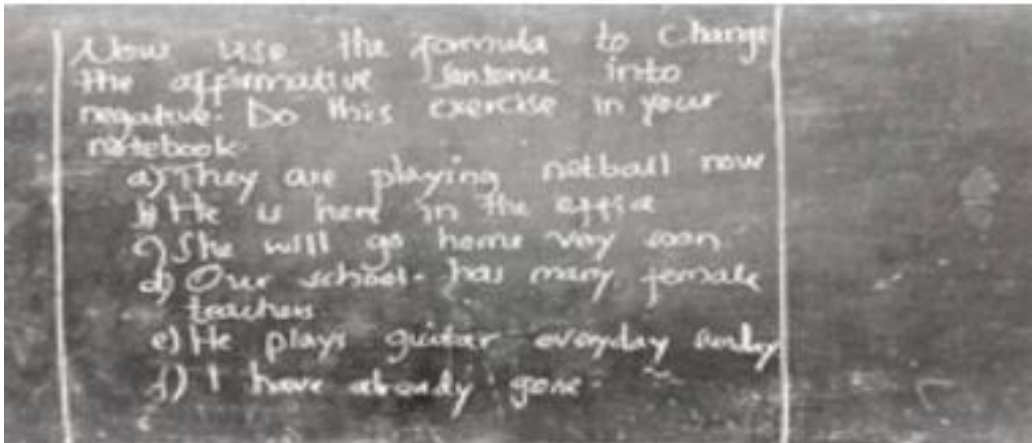 Now use the formula to change
the affirmative sentence into
negative. Do this exercise in your
notebook.
a) They are playing netball now
b) He is here in the office
c) She will go home very soon.
d) Our school has many female
teachers.
e) He plays guitar everyday
f) I have already gone.